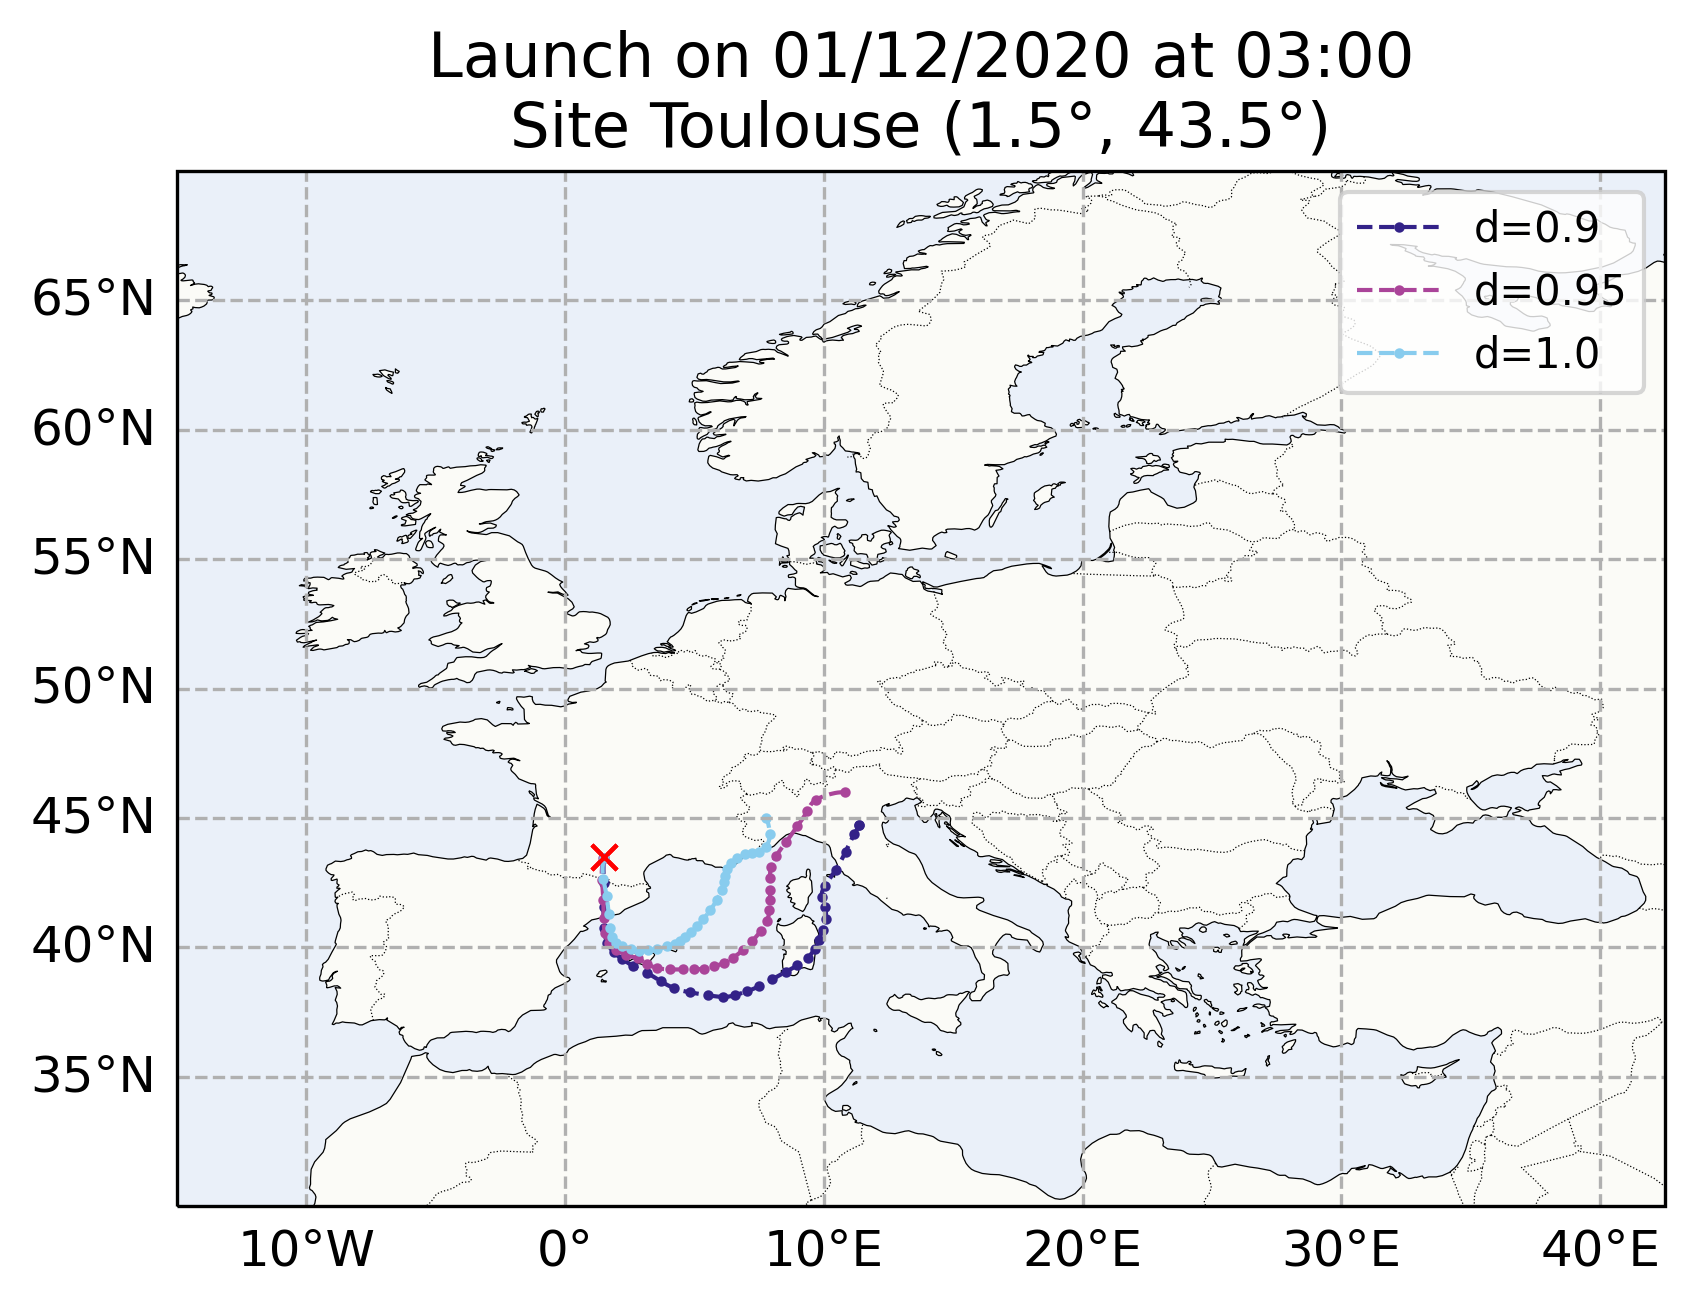 Launch on 01/12/2020 at 03:00
Site Toulouse (1.5°, 43.5°)
d=0.9
d=0.95
d=1.0
65°N
60°N
55°N
50°N
45°N
40°N
35°N
10°W
0°
10°E
20°E
30°E
40°E